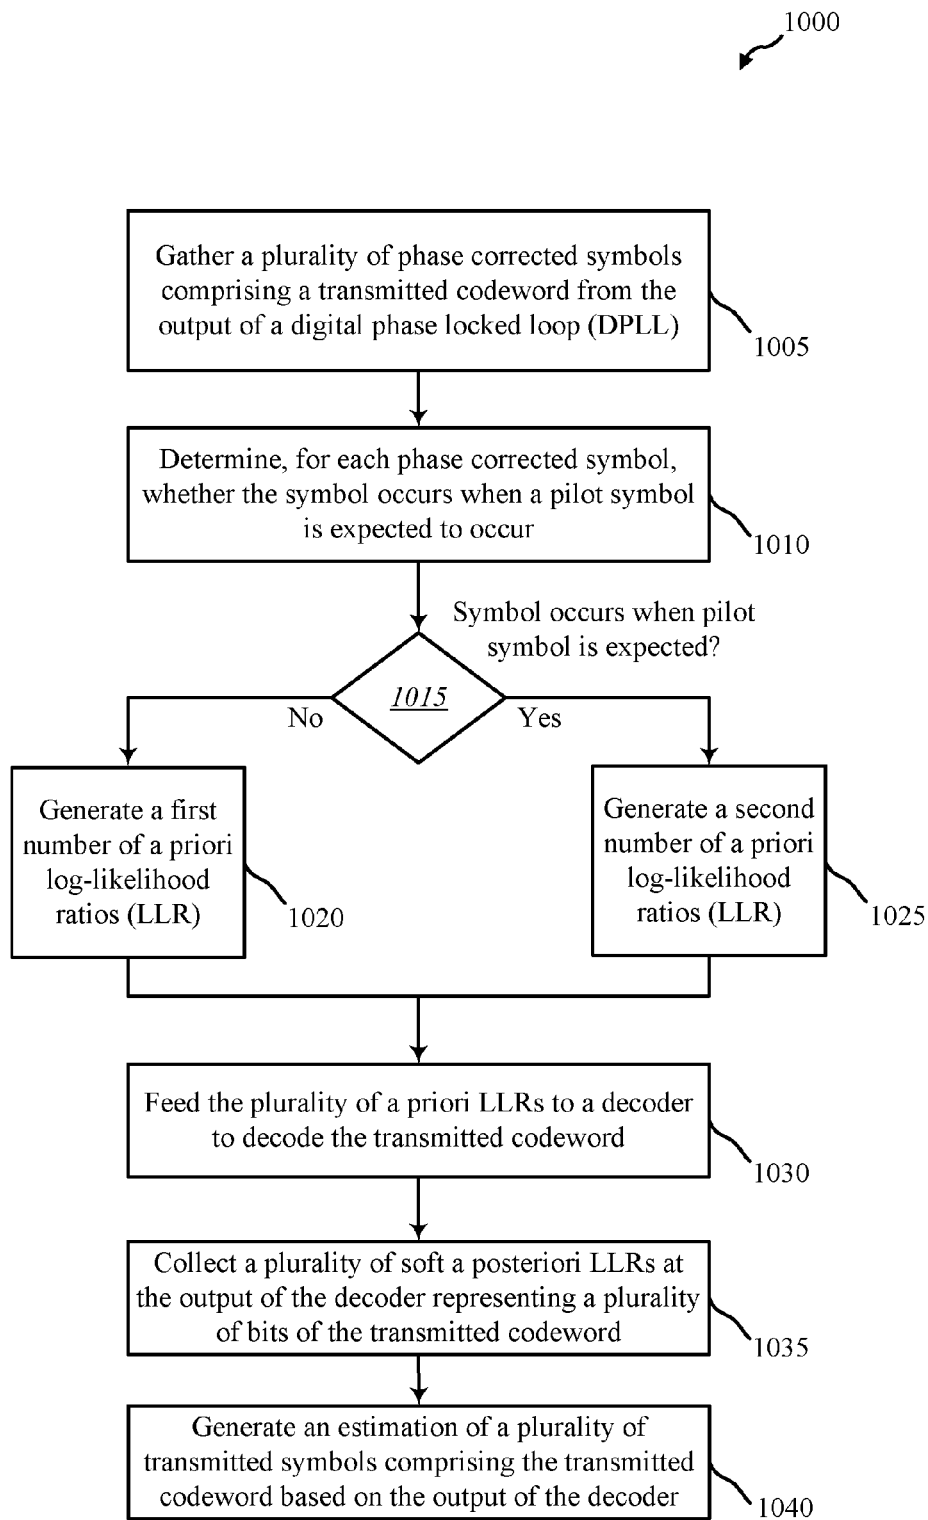 1000
Gather a plurality of phase corrected symbols
comprising a transmitted codeword from the
output of a digital phase locked loop (DPLL)
1005
Determine, for each phase corrected symbol,
whether the symbol occurs when a pilot symbol
is expected to occur
1010
Symbol occurs when pilot
symbol is expected?
1015
No
Yes
Generate a first
number of a priori
log-likelihood
ratios (LLR)
1020
Generate a second
number of a priori
log-likelihood
ratios (LLR)
1025
Feed the plurality of a priori LLRs to a decoder
to decode the transmitted codeword
1030
Collect a plurality of soft a posteriori LLRs at
the output of the decoder representing a plurality
of bits of the transmitted codeword
1035
Generate an estimation of a plurality of
transmitted symbols comprising the transmitted
codeword based on the output of the decoder
1040